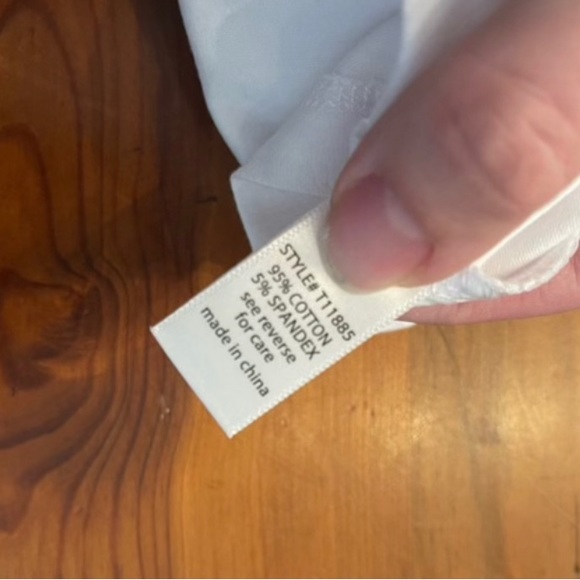 STYLE# T11885
95% COTTON
5% SPANDEX
see reverse
for care
made in china